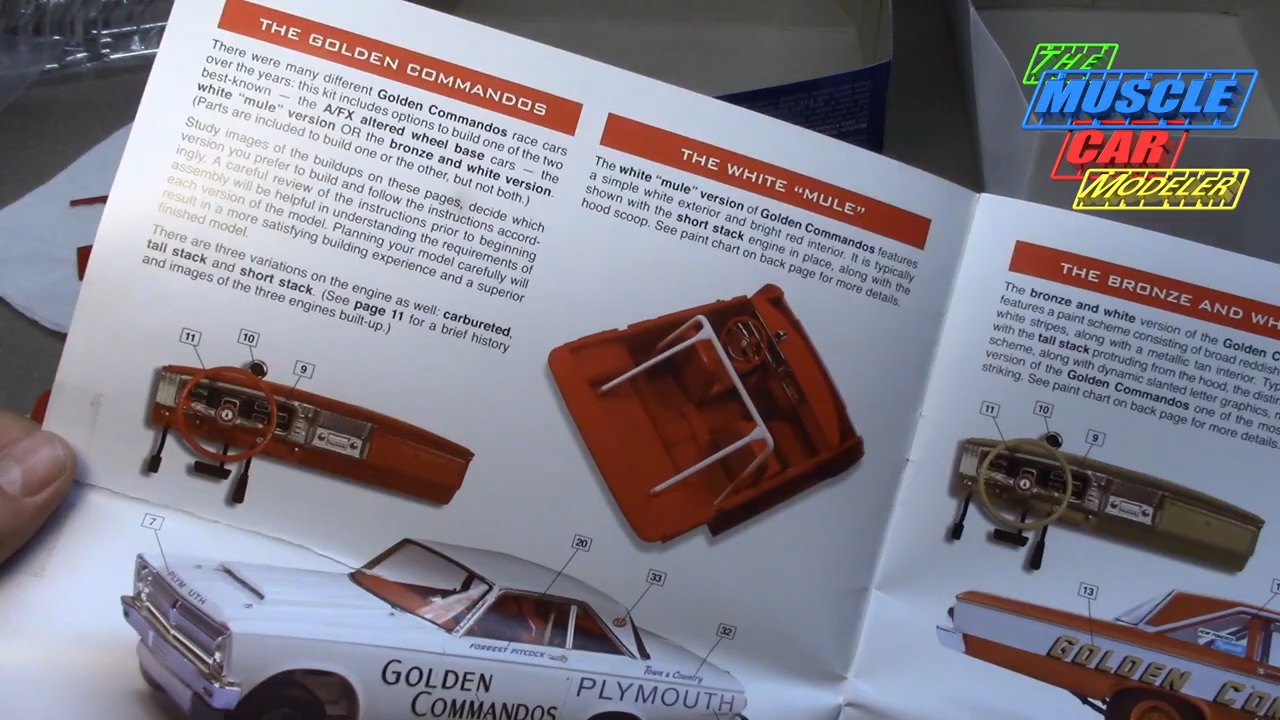 THE GOLDEN COMMANDOS
There were many different Golden Commandos race cars
over the years: this kit includes options to build one of the two
best-known — the A/FX altered wheel base cars — the
white "mule" version OR the bronze and white version.
(Parts are included to build one or the other, but not both.)
Study images of the buildups on these pages, decide which
version you prefer to build and follow the instructions accord-
ingly. A careful review of the instructions prior to beginning
each version of the model. Planning your model carefully will
assembly will be helpful in understanding the requirements of
result in a more satisfying building experience and a superior
finished model.
There are three variations on the engine as well: carbureted,
tall stack and short stack. (See page 11 for a brief history
and images of the three engines built-up.)
11
10
9
7
PLYM UTH
20
33
32
FORREST PITCOCK
Town & Country
GOLDEN
COMMANDOS
PLYMOUTH
THE WHITE "MULE"
The white "mule" version of Golden Commandos features
a simple white exterior and bright red interior. It is typically
shown with the short stack engine in place, along with the
hood scoop. See paint chart on back page for more details.
THE BRONZE AND WH
The bronze and white version of the Golden C
features a paint scheme consisting of broad reddish
white stripes, along with a metallic tan interior. Typ
with the tall stack protruding from the hood, the distin
scheme, along with dynamic slanted letter graphics,
version of the Golden Commandos one of the mos
striking. See paint chart on back page for more details.
11
10
9
13
GOLDEN CO
THE
MUSCLE
CAR
MODELER